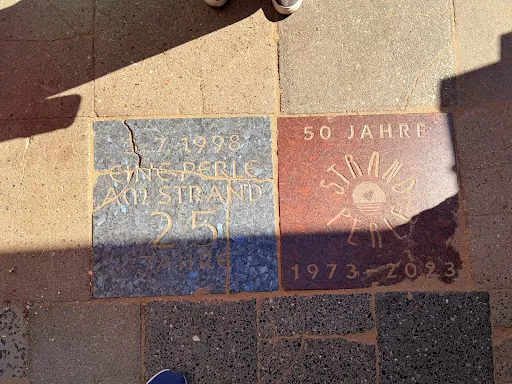 7. 1998
EINE PERLE
AM STRAND
25
JAHRE
50 JAHRE
STRAND
PERLE
1973-2023